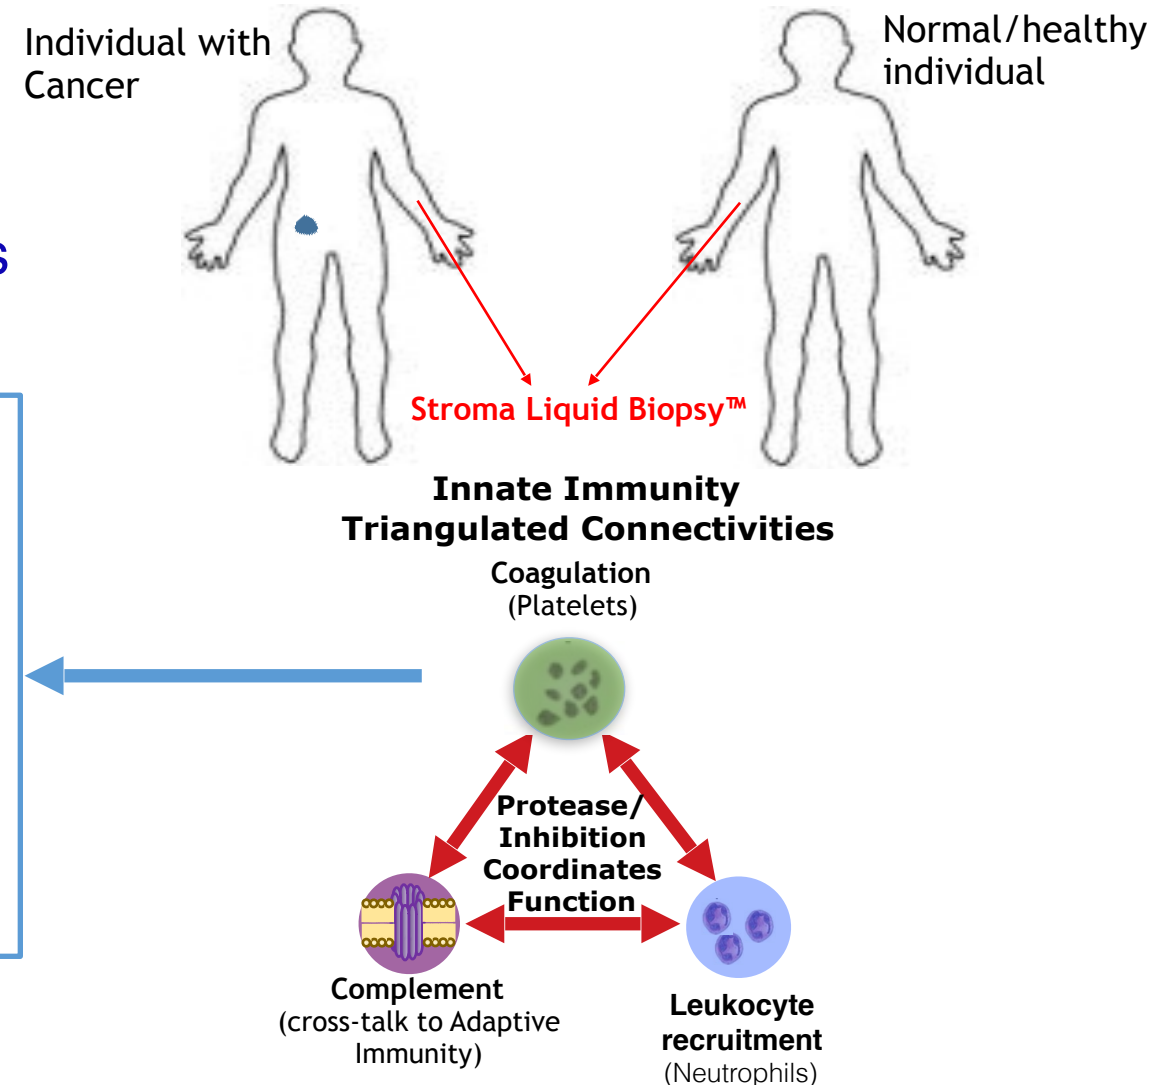 Individual with
Cancer
Normal/healthy
individual
s
Stroma Liquid Biopsy™
Innate Immunity
Triangulated Connectivities
Coagulation
(Platelets)
Protease/
Inhibition
Coordinates
Function
Complement
(cross-talk to Adaptive
Immunity)
Leukocyte
recruitment
(Neutrophils)